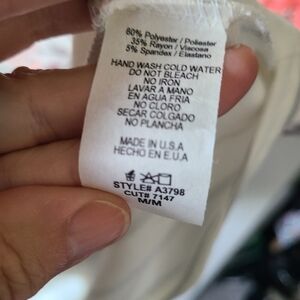 60% Polyester / Poliester
35% Rayon / Viscosa
5% Spandex / Elastano
HAND WASH COLD WATER
DO NOT BLEACH
NO IRON
LAVAR A MANO
EN AGUA FRIA
NO CLORO
SECAR COLGADO
NO PLANCHA
MADE IN U.S.A
HECHO EN E.U.A
STYLE# A3798
CUT# 7147
M/M